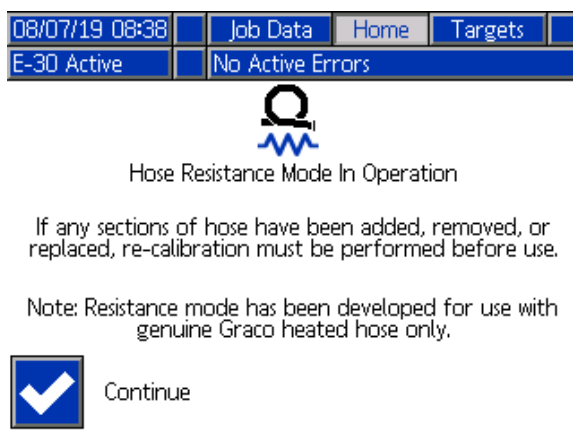 08/07/19 08:38 Job Data Home Targets
E-30 Active No Active Errors
Hose Resistance Mode In Operation
If any sections of hose have been added, removed, or
replaced, re-calibration must be performed before use.
Note: Resistance mode has been developed for use with
genuine Graco heated hose only.
Continue